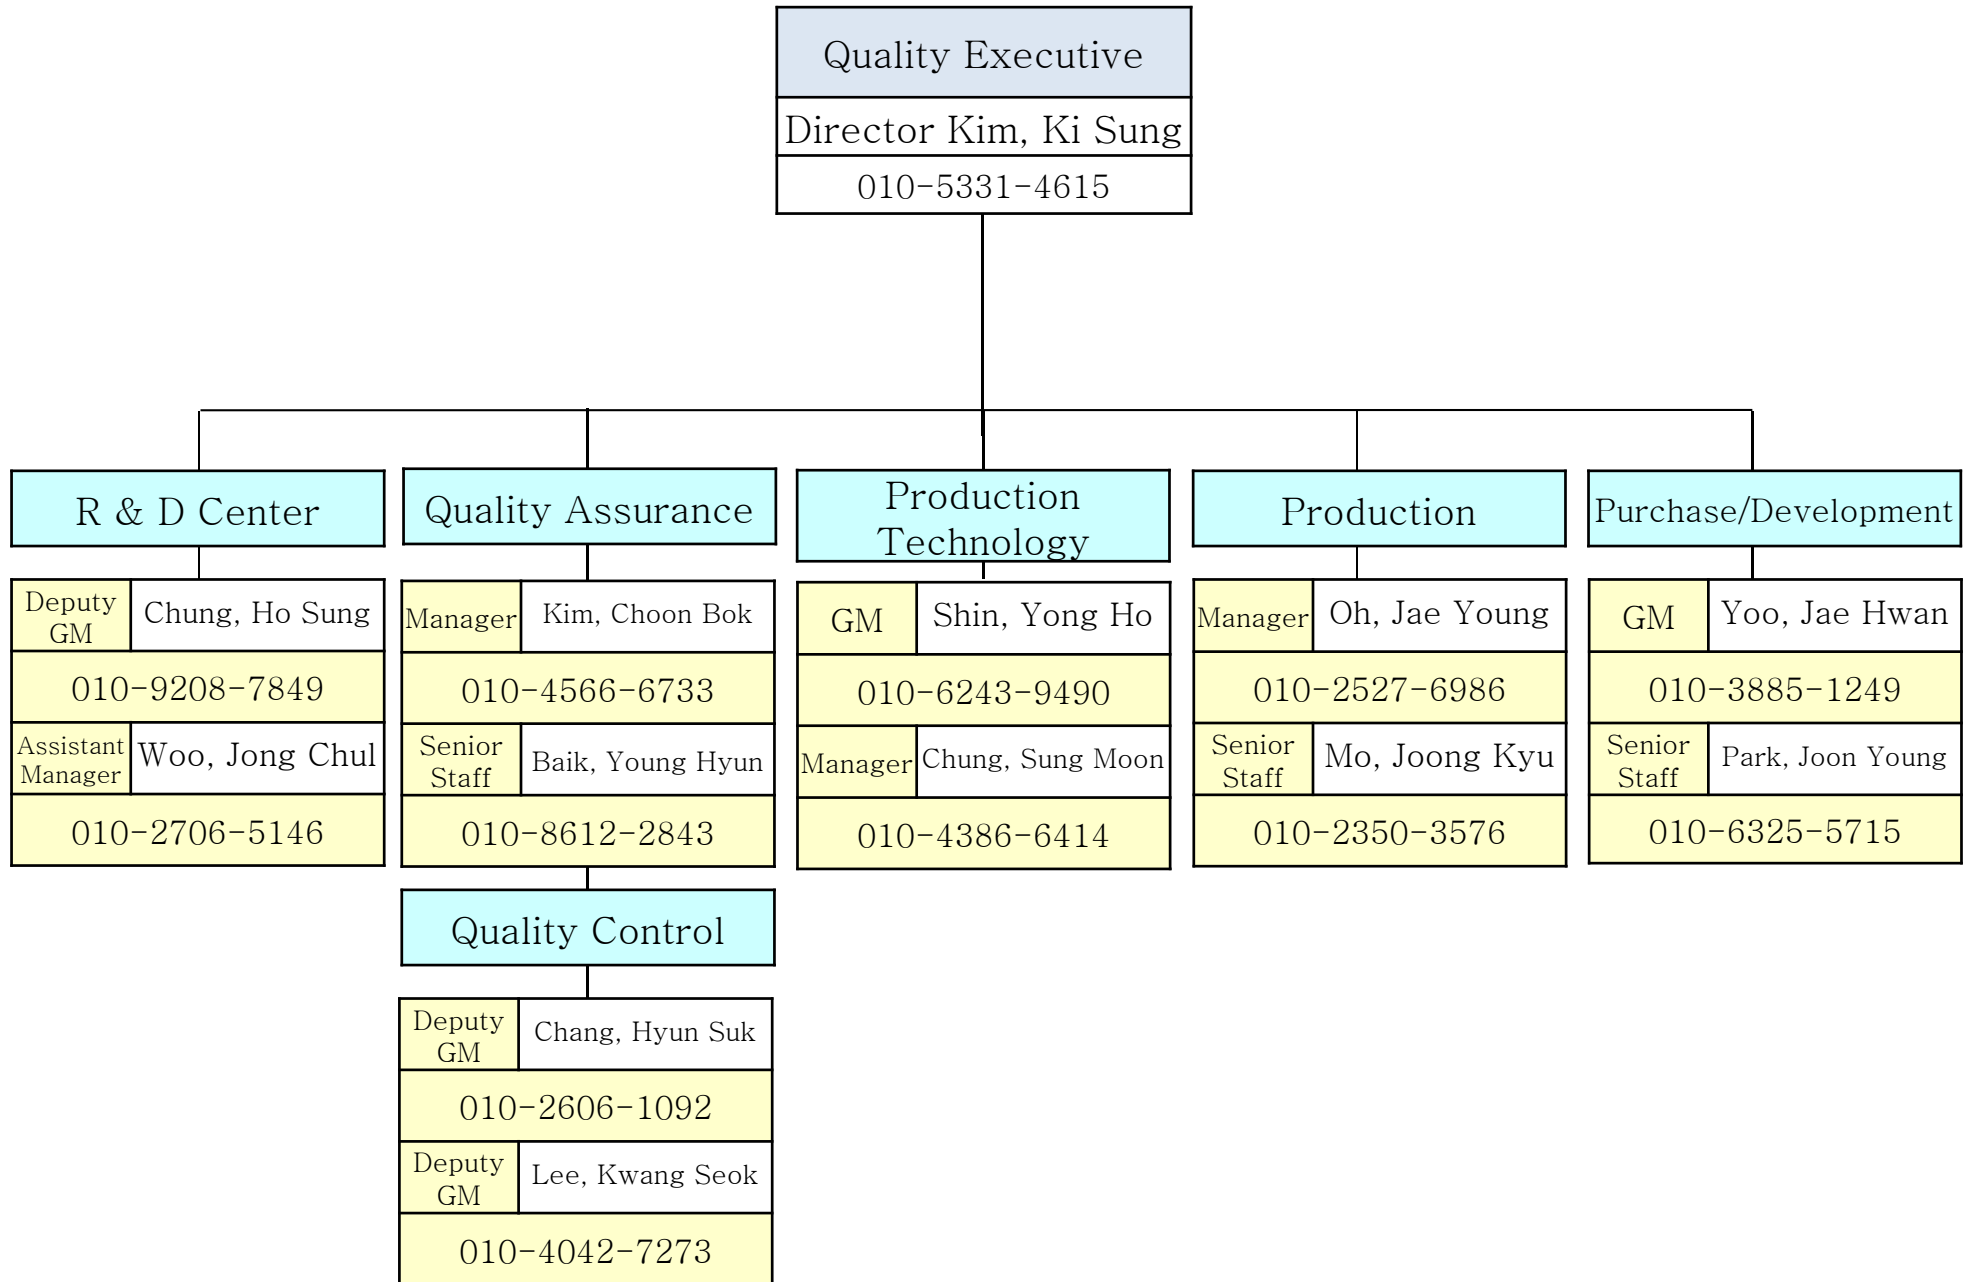 Quality Executive
Director Kim, Ki Sung
010-5331-4615
R & D Center
Deputy
GM
Chung, Ho Sung
010-9208-7849
Assistant
Manager
Woo, Jong Chul
010-2706-5146
Quality Assurance
Manager
Kim, Choon Bok
010-4566-6733
Senior
Staff
Baik, Young Hyun
010-8612-2843
Quality Control
Deputy
GM
Chang, Hyun Suk
010-2606-1092
Deputy
GM
Lee, Kwang Seok
010-4042-7273
Production
Technology
GM
Shin, Yong Ho
010-6243-9490
Manager
Chung, Sung Moon
010-4386-6414
Production
Manager
Oh, Jae Young
010-2527-6986
Senior
Staff
Mo, Joong Kyu
010-2350-3576
Purchase/Development
GM
Yoo, Jae Hwan
010-3885-1249
Senior
Staff
Park, Joon Young
010-6325-5715